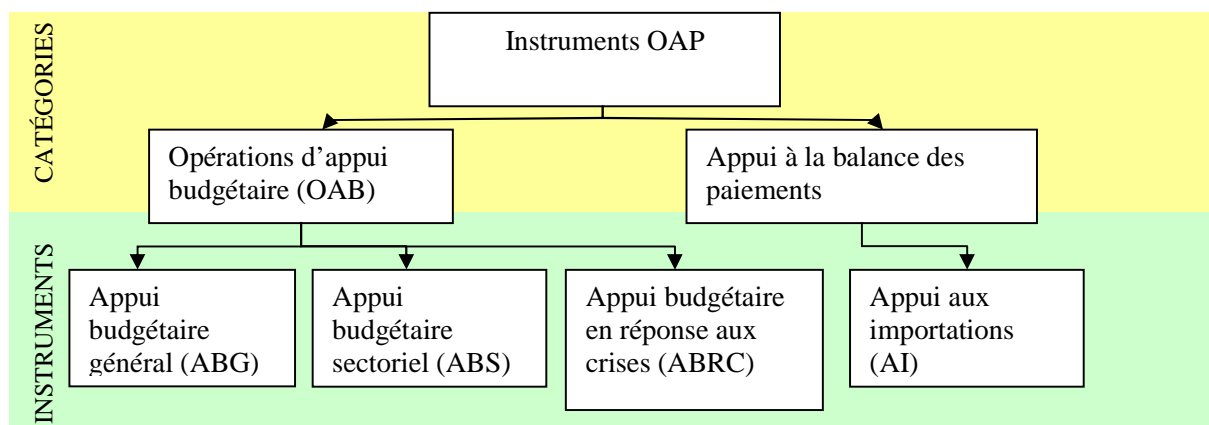 CATÉGORIES
Instruments OAP
Opérations d’appui
budgétaire (OAB)
Appui à la balance des
paiements
INSTRUMENTS
Appui
budgétaire
général (ABG)
Appui
budgétaire
sectoriel (ABS)
Appui budgétaire
en réponse aux
crises (ABRC)
Appui aux
importations
(AI)